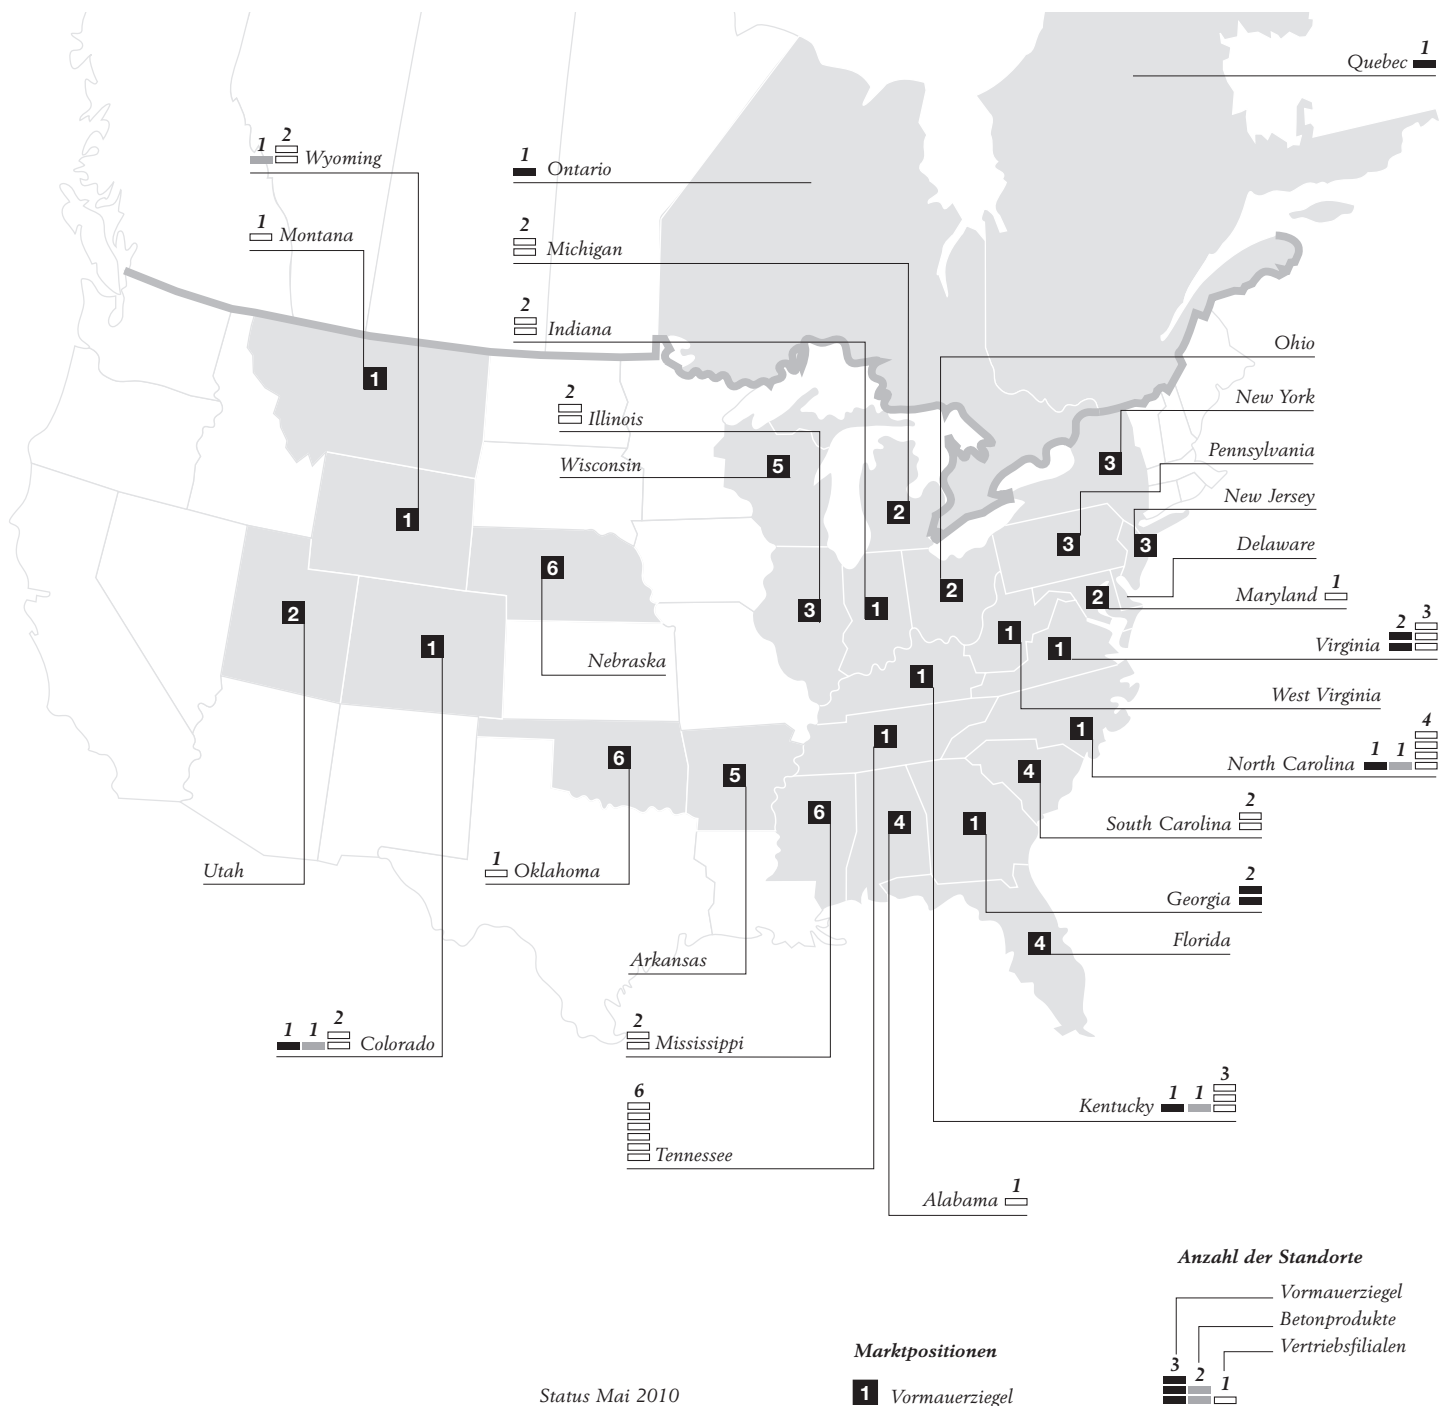 1
Quebec
1 2
Wyoming
1
Ontario
1
Montana
2
Michigan
2
Indiana
Ohio
1
2
Illinois
New York
Wisconsin
5
3
Pennsylvania
New Jersey
1
2
3
3
Delaware
6
2
2
Maryland 1
2
3
1
1
1
2 3
Virginia
1
Nebraska
1
West Virginia
1
1
4
North Carolina 1 1
6
5
4
2
South Carolina
6
4
1
Utah
1
Oklahoma
2
Georgia
4
Florida
Arkansas
1 1 2
Colorado
2
Mississippi
3
Kentucky 1 1
6
Tennessee
Alabama 1
Anzahl der Standorte
Vormauerziegel
Betonprodukte
Vertriebsfilialen
3 2 1
Marktpositionen
1 Vormauerziegel
Status Mai 2010